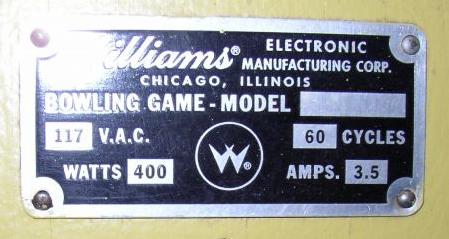 Williams® ELECTRONIC
MANUFACTURING CORP.
CHICAGO, ILLINOIS
BOWLING GAME - MODEL
117 V.A.C. 60 CYCLES
WATTS 400 W® AMPS. 3.5